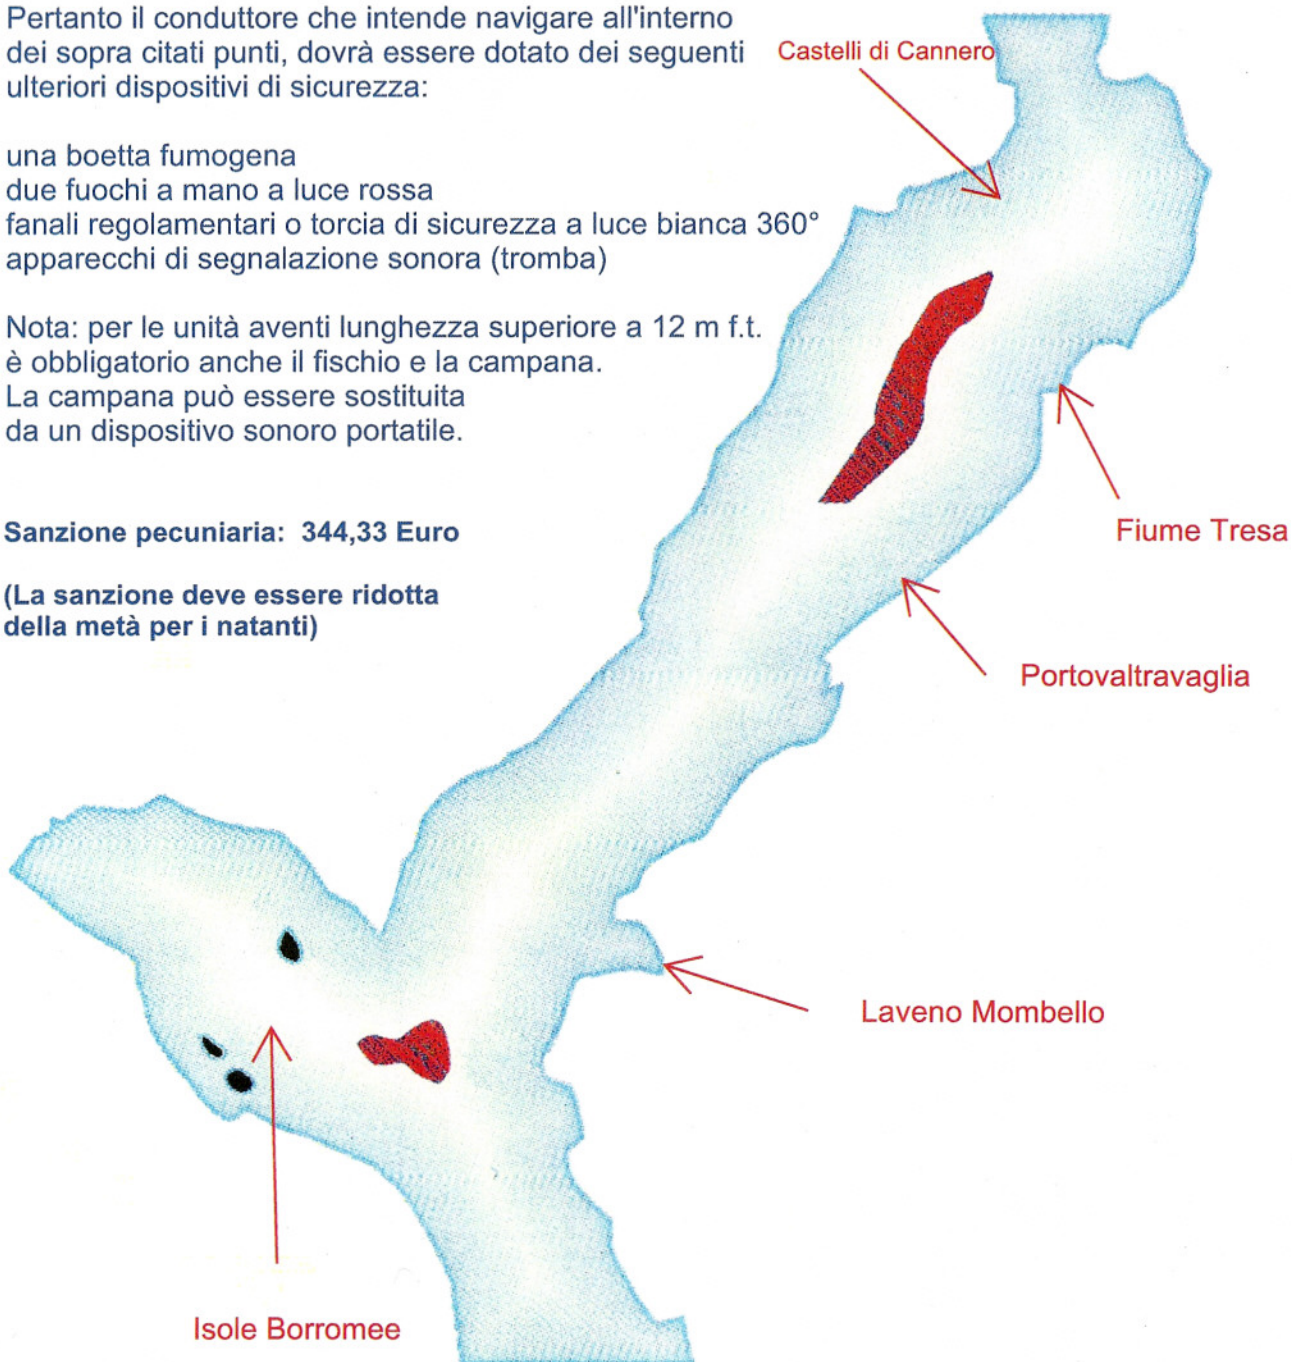 Pertanto il conduttore che intende navigare all'interno
dei sopra citati punti, dovrà essere dotato dei seguenti
ulteriori dispositivi di sicurezza:
una boetta fumogena
due fuochi a mano a luce rossa
fanali regolamentari o torcia di sicurezza a luce bianca 360°
apparecchi di segnalazione sonora (tromba)
Nota: per le unità aventi lunghezza superiore a 12 m f.t.
è obbligatorio anche il fischio e la campana.
La campana può essere sostituita
da un dispositivo sonoro portatile.
Sanzione pecuniaria: 344,33 Euro
(La sanzione deve essere ridotta
della metà per i natanti)
Castelli di Cannero
Fiume Tresa
Portovaltravaglia
Laveno Mombello
Isole Borromee